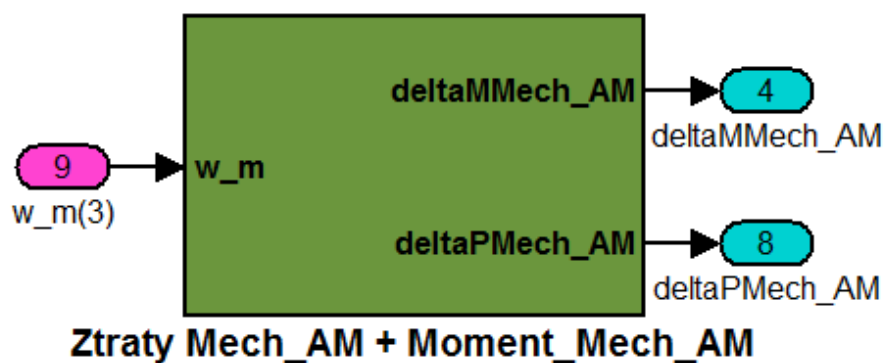 deltaMMech_AM
4
deltaMMech_AM
9
w_m
w_m(3)
deltaPMech_AM
8
deltaPMech_AM
Ztraty Mech_AM + Moment_Mech_AM